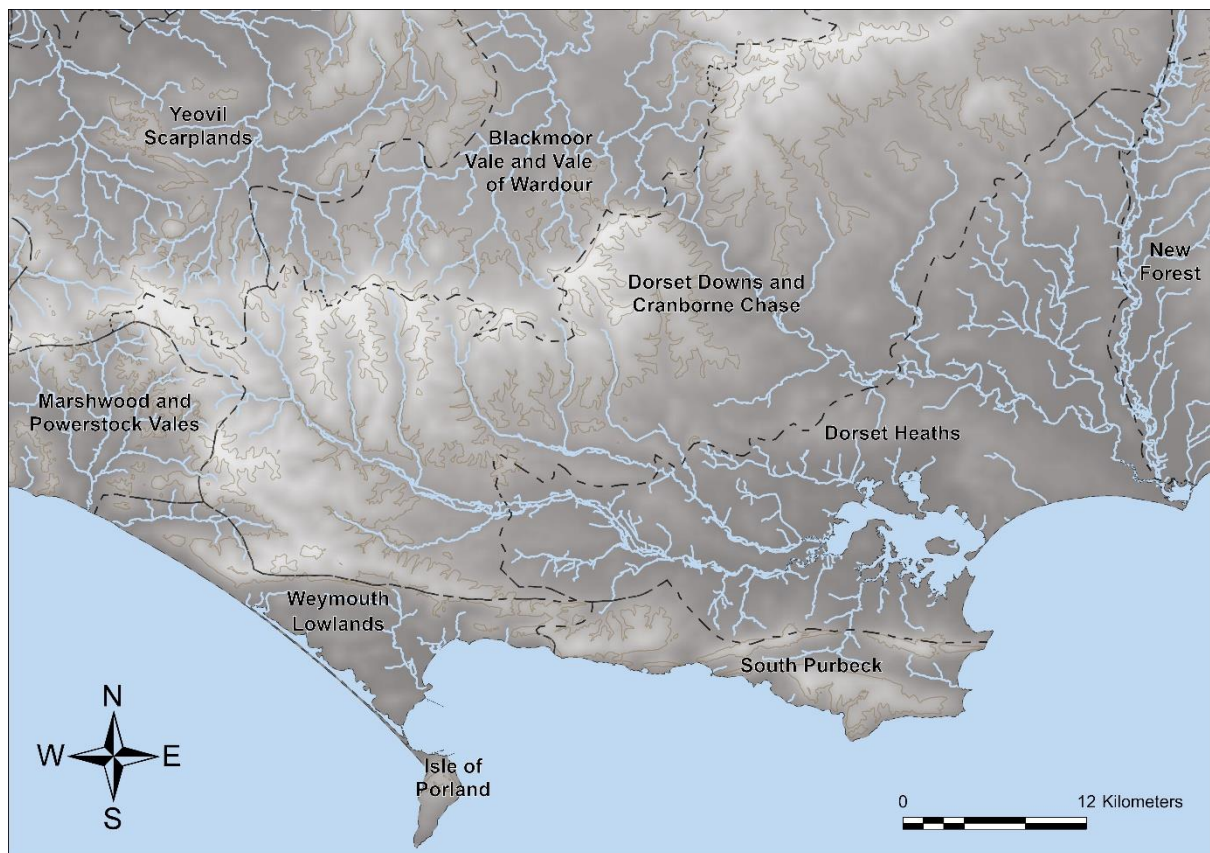 Yeovil
Scarplands
Blackmoor
Vale and Vale
of Wardour
New
Forest
Dorset Downs and
Cranborne Chase
Marshwood and
Powerstock Vales
Dorset Heaths
Weymouth
Lowlands
South Purbeck
Isle of
Porland
N
W
E
S
0
12 Kilometers